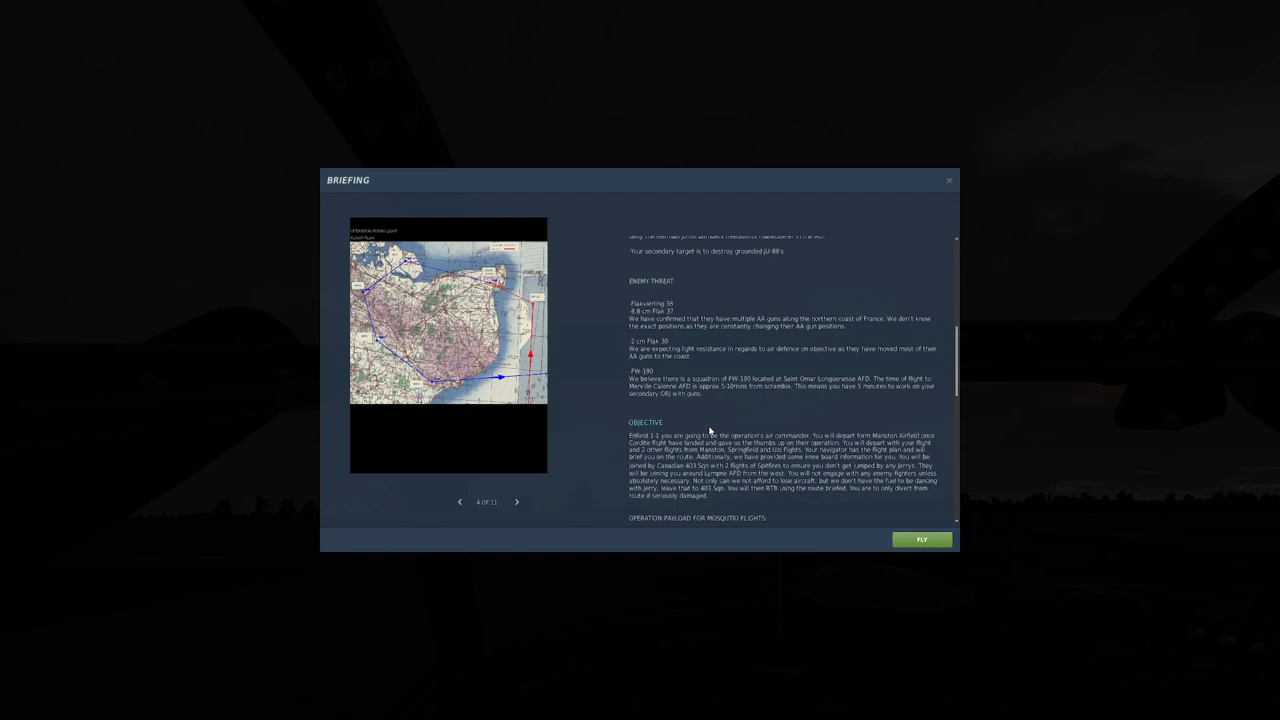 BRIEFING
OPERATION RISING LIGHT
FLIGHT PLAN
-Your secondary target is to destroy grounded JU-88's
ENEMY THREAT
-Flakvierling 38
-8.8 cm Flak 37
We have confirmed that they have multiple AA guns along the northern coast of France. We don't know
the exact positions as they are constantly changing their AA gun positions.
-2 cm Flak 30
We are expecting light resistance in regards to air defence on objective as they have moved most of their
AA guns to the coast
-FW-190
We believe there is a squadron of FW-190 located at Saint Omar Longuenesse AFD. The time of flight to
Merville Calonne AFD is approx 5-10mins from scramble. This means you have 5 minutes to work on your
secondary OBJ with guns.
OBJECTIVE
Enfield 1-1 you are going to be the operation's air commander. You will depart form Manston Airfield once
Cordite flight have landed and gave us the thumbs up on their operation. You will depart with your flight
and 2 other flights from Manston, Springfield and Uzi flights. Your navigator has the flight plan and will
brief you on the route. Additionally, we have provided some knee board information for you. You will be
joined by Canadian 403 Sqn with 2 flights of Spitfires to ensure you don't get jumped by any jerrys. They
will be joining you around Lympne AFD from the west. You will not engage with any enemy fighters unless
absolutely necessary. Not only can we not afford to lose aircraft, but we don't have the fuel to be dancing
with Jerry, leave that to 403 Sqn. You will then RTB using the route briefed. You are to only divert from
route if seriously damaged.
OPERATION PAYLOAD FOR MOSQUTIO FLIGHTS:
4 OF 11
FLY